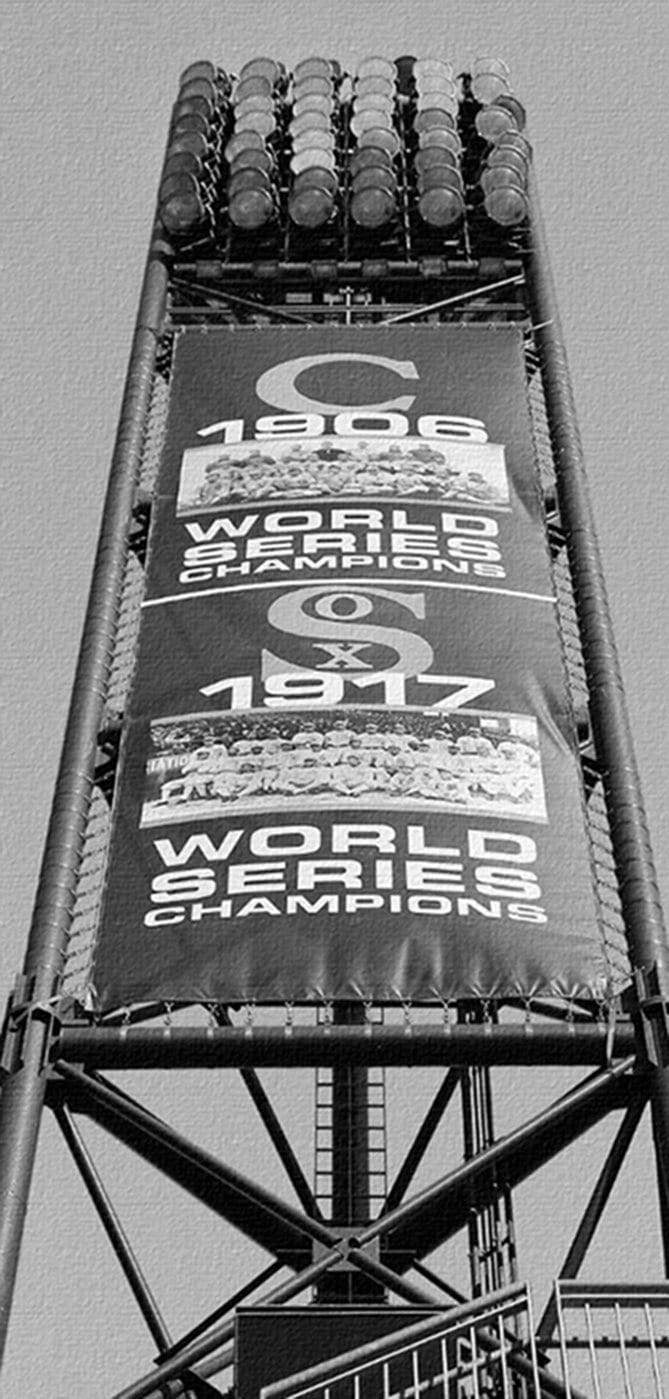 C
1906
WORLD
SERIES
CHAMPIONS
SOX
1917
WORLD
SERIES
CHAMPIONS